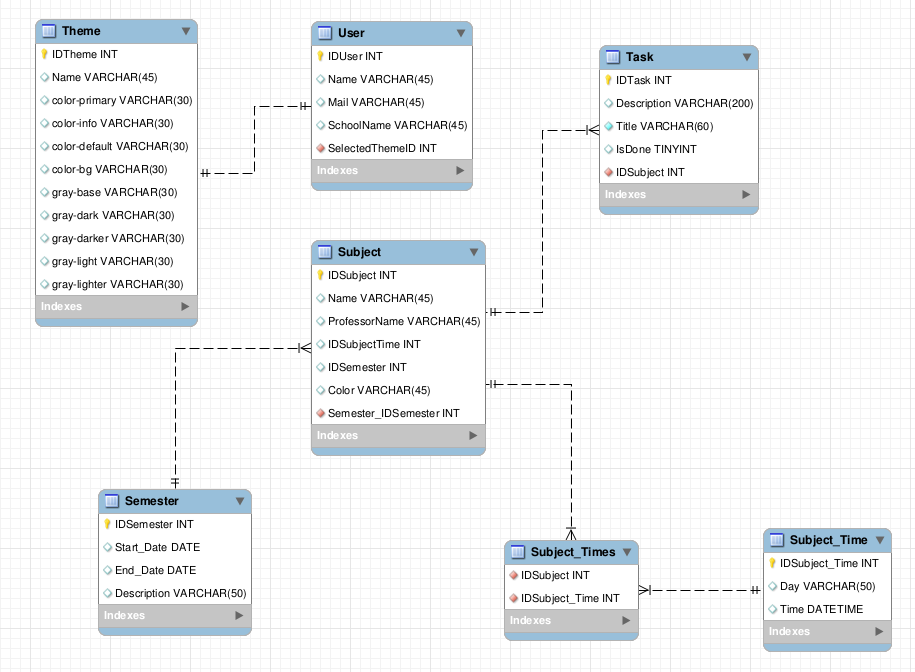 Theme
IDTheme INT
Name VARCHAR(45)
color-primary VARCHAR(30)
color-info VARCHAR(30)
color-default VARCHAR(30)
color-bg VARCHAR(30)
gray-base VARCHAR(30)
gray-dark VARCHAR(30)
gray-darker VARCHAR(30)
gray-light VARCHAR(30)
gray-lighter VARCHAR(30)
Indexes
User
IDUser INT
Name VARCHAR(45)
Mail VARCHAR(45)
SchoolName VARCHAR(45)
SelectedThemeID INT
Indexes
Task
IDTask INT
Description VARCHAR(200)
Title VARCHAR(60)
IsDone TINYINT
IDSubject INT
Indexes
Subject
IDSubject INT
Name VARCHAR(45)
ProfessorName VARCHAR(45)
IDSubjectTime INT
IDSemester INT
Color VARCHAR(45)
Semester_IDSemester INT
Indexes
Semester
IDSemester INT
Start_Date DATE
End_Date DATE
Description VARCHAR(50)
Indexes
Subject_Times
IDSubject INT
IDSubject_Time INT
Indexes
Subject_Time
IDSubject_Time INT
Day VARCHAR(50)
Time DATETIME
Indexes